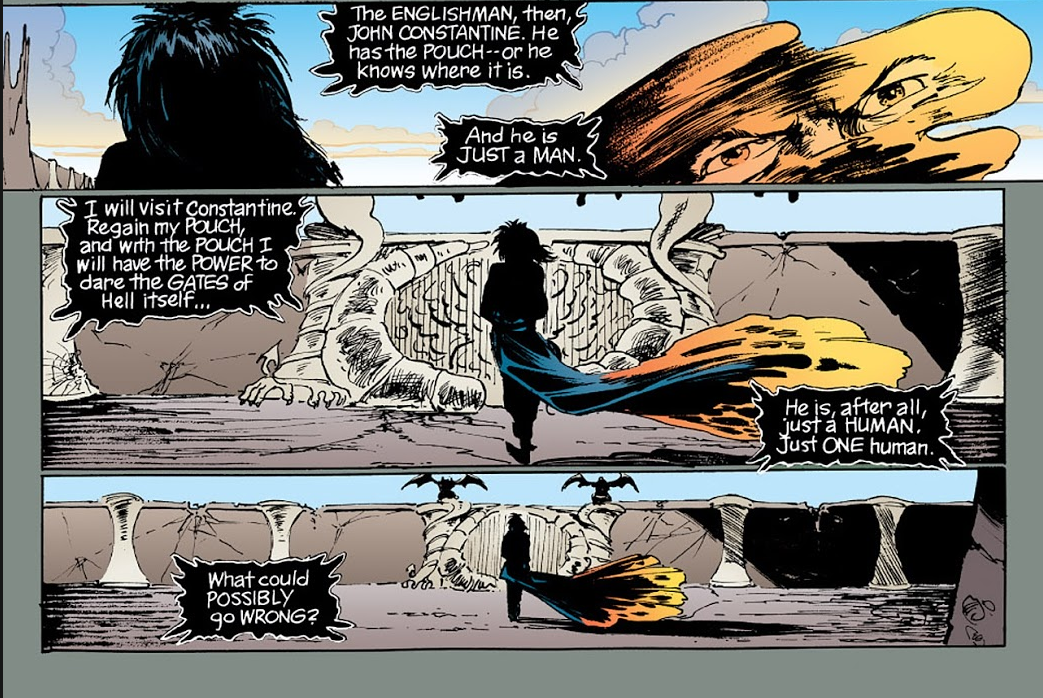 The ENGLISHMAN, then,
JOHN CONSTANTINE. He
has the POUCH--or he
knows where it is.
And he is
JUST a MAN.
I will visit Constantine.
Regain my POUCH,
and with the POUCH I
will have the POWER to
dare the GATES of
Hell itself...
He is, after all,
just a HUMAN.
Just ONE human.
What could
POSSIBLY
go WRONG?